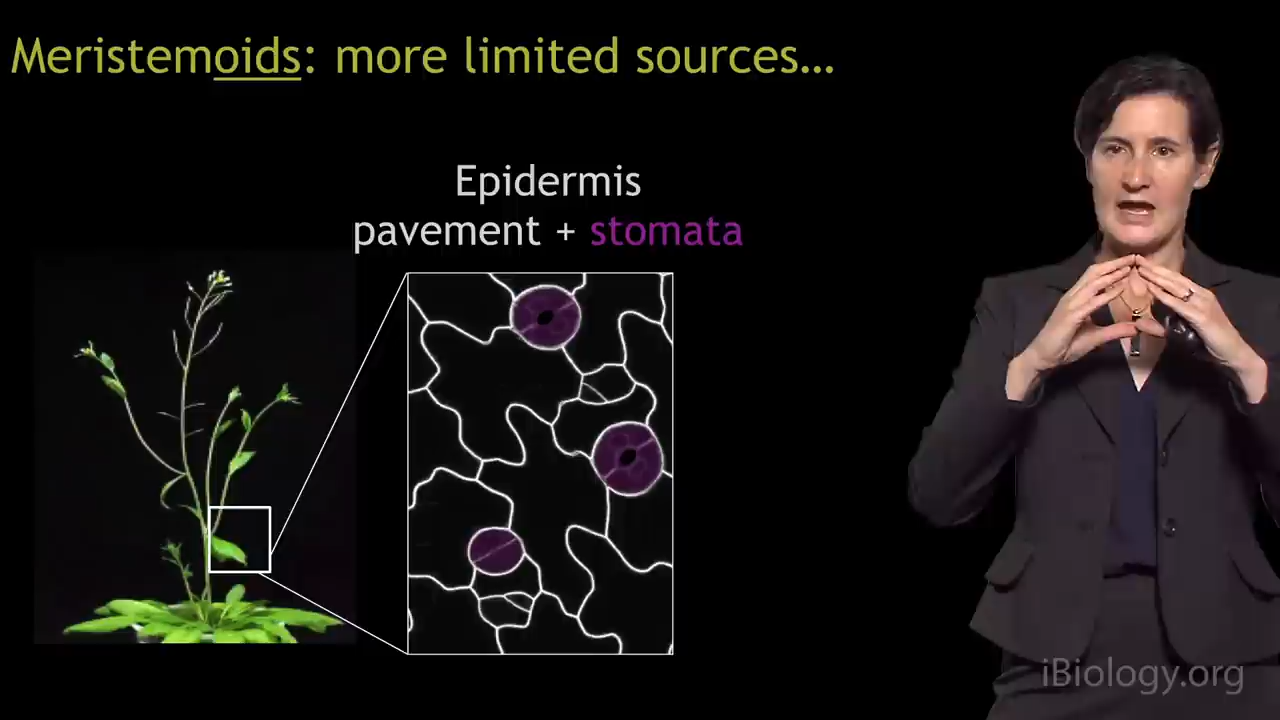 Meristemoids: more limited sources…
Epidermis
pavement + stomata
iBiology.org